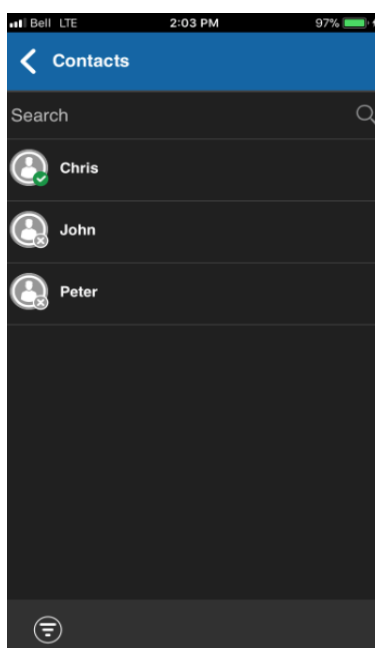 Bell LTE 2:03 PM 97%
Contacts
Search
Chris
John
Peter